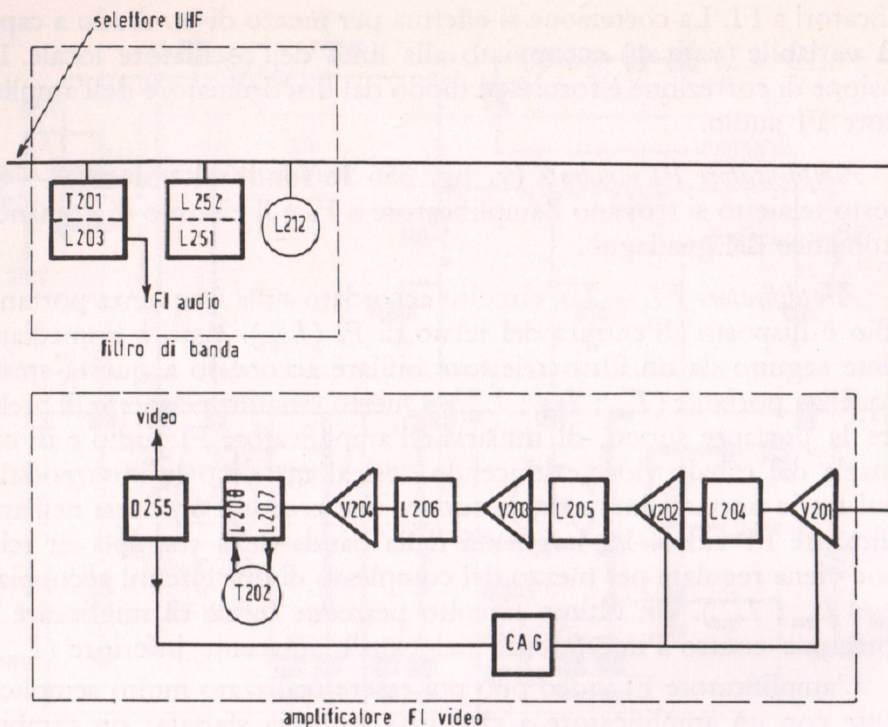 selettore UHF
T201
L203
L252
L251
L212
FI audio
filtro di banda
video
D255
L208
L207
T202
V204
L206
V203
L205
V202
L204
V201
CAG
amplificatore FI video